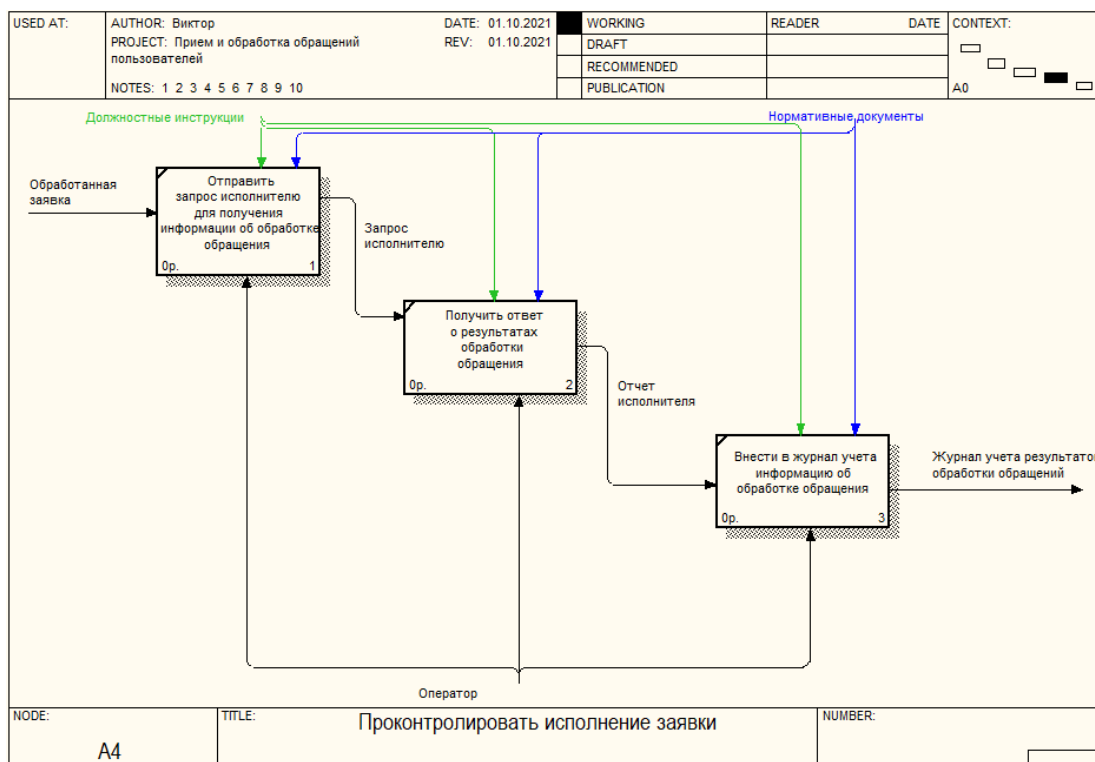 USED AT:
AUTHOR: Виктор
DATE: 01.10.2021
PROJECT: Прием и обработка обращений
пользователей
REV: 01.10.2021
NOTES: 1 2 3 4 5 6 7 8 9 10
WORKING
DRAFT
RECOMMENDED
PUBLICATION
READER
DATE
CONTEXT:
A0
Должностные инструкции
Нормативные документы
Обработанная
заявка
Отправить
запрос исполнителю
для получения
информации об обработке
обращения
0р.
1
Запрос
исполнителю
Получить ответ
о результатах
обработки
обращения
0р.
2
Отчет
исполнителя
Внести в журнал учета
информацию об
обработке обращения
0р.
3
Журнал учета результато
обработки обращений
Оператор
NODE:
A4
TITLE:
Проконтролировать исполнение заявки
NUMBER: